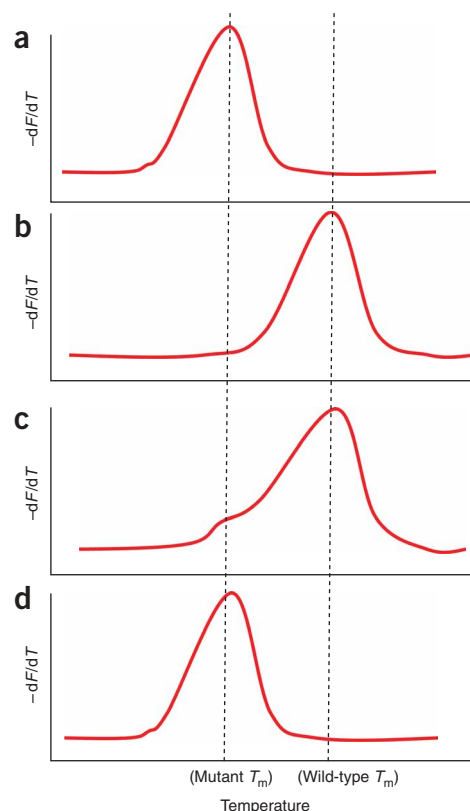 a
–dF/dT
b
–dF/dT
c
–dF/dT
d
–dF/dT
(Mutant Tm) (Wild-type Tm)
Temperature